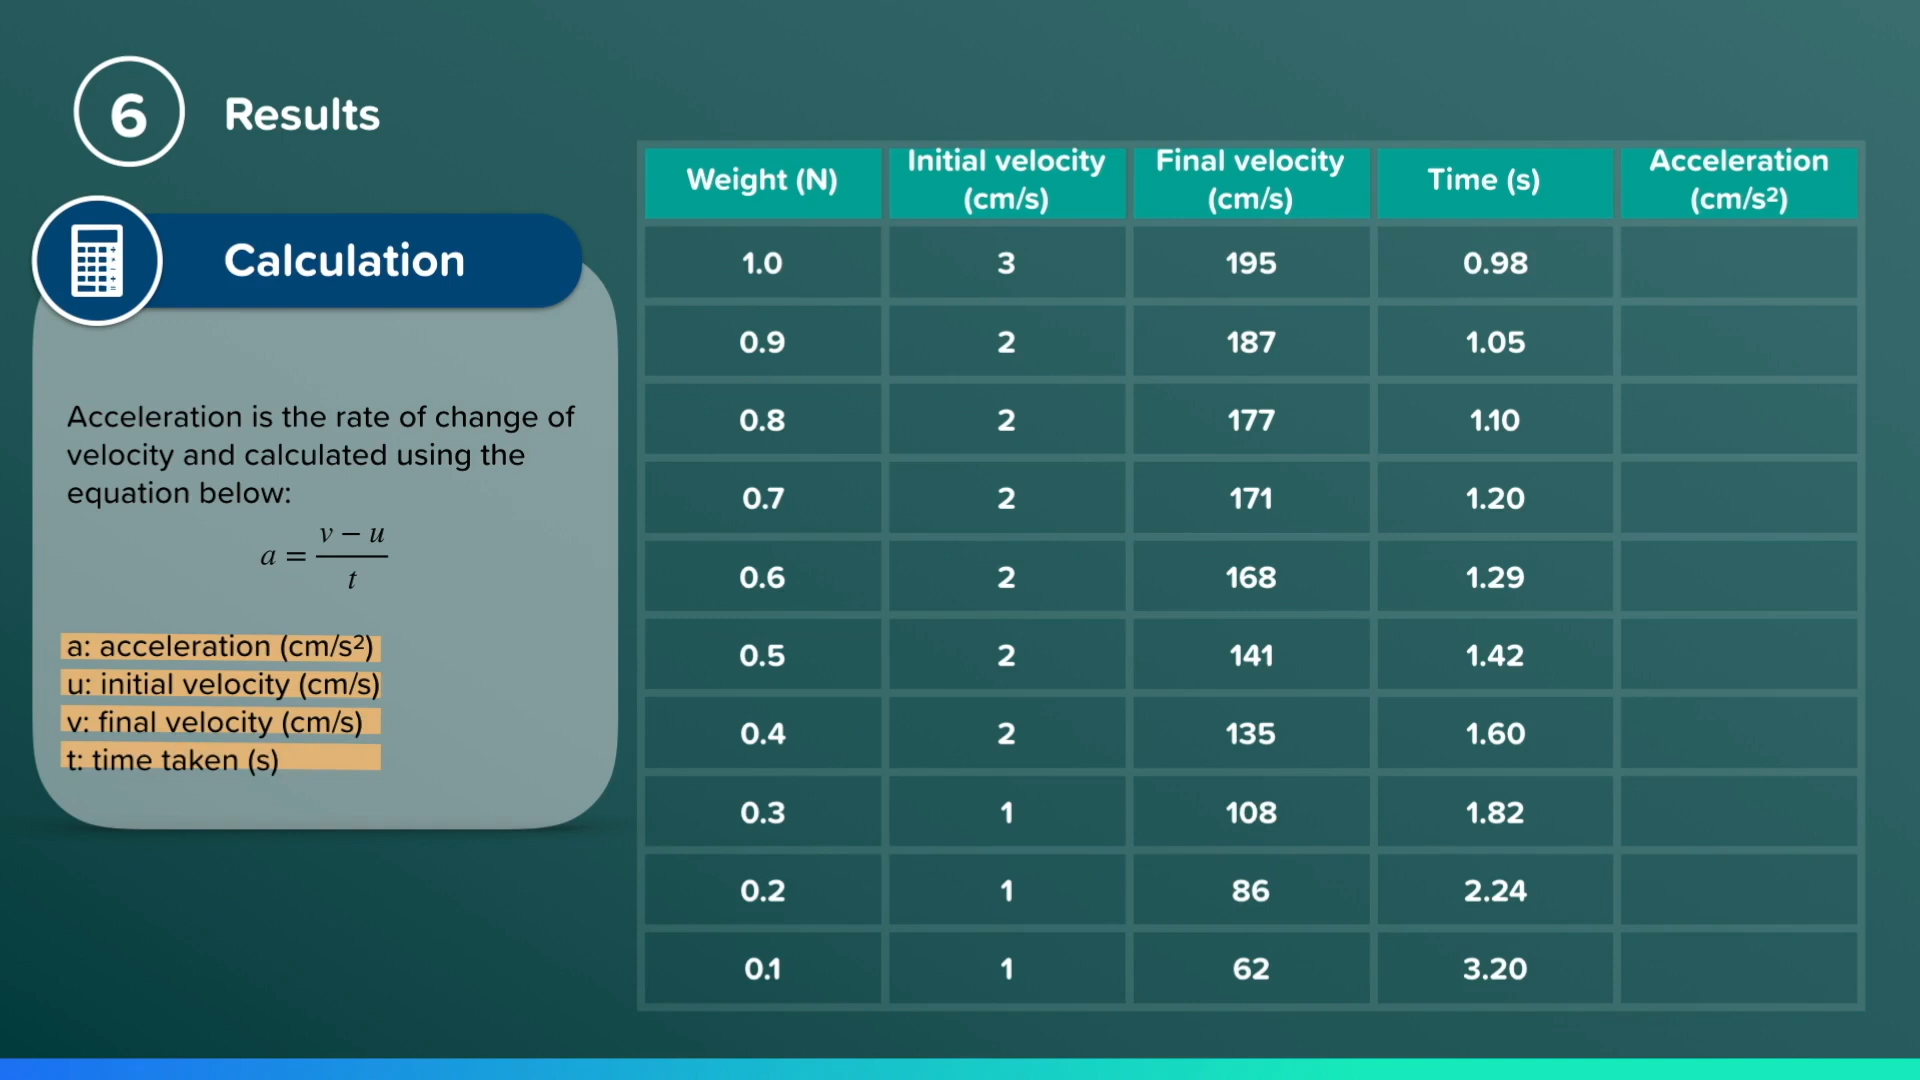 6 Results
Calculation
Acceleration is the rate of change of
velocity and calculated using the
equation below:
a = \frac{v − u}{t}
a: acceleration (cm/s²)
u: initial velocity (cm/s)
v: final velocity (cm/s)
t: time taken (s)
Weight (N) Initial velocity (cm/s) Final velocity (cm/s) Time (s) Acceleration (cm/s²)
1.0 3 195 0.98
0.9 2 187 1.05
0.8 2 177 1.10
0.7 2 171 1.20
0.6 2 168 1.29
0.5 2 141 1.42
0.4 2 135 1.60
0.3 1 108 1.82
0.2 1 86 2.24
0.1 1 62 3.20